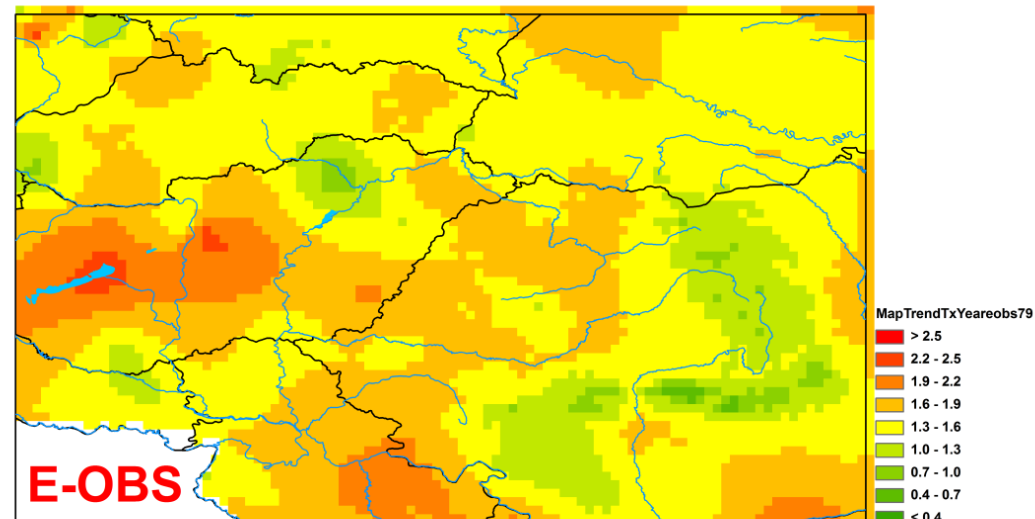 MapTrendTxYeareobs79
> 2.5
2.2 - 2.5
1.9 - 2.2
1.6 - 1.9
1.3 - 1.6
1.0 - 1.3
0.7 - 1.0
0.4 - 0.7
< 0.4
E-OBS